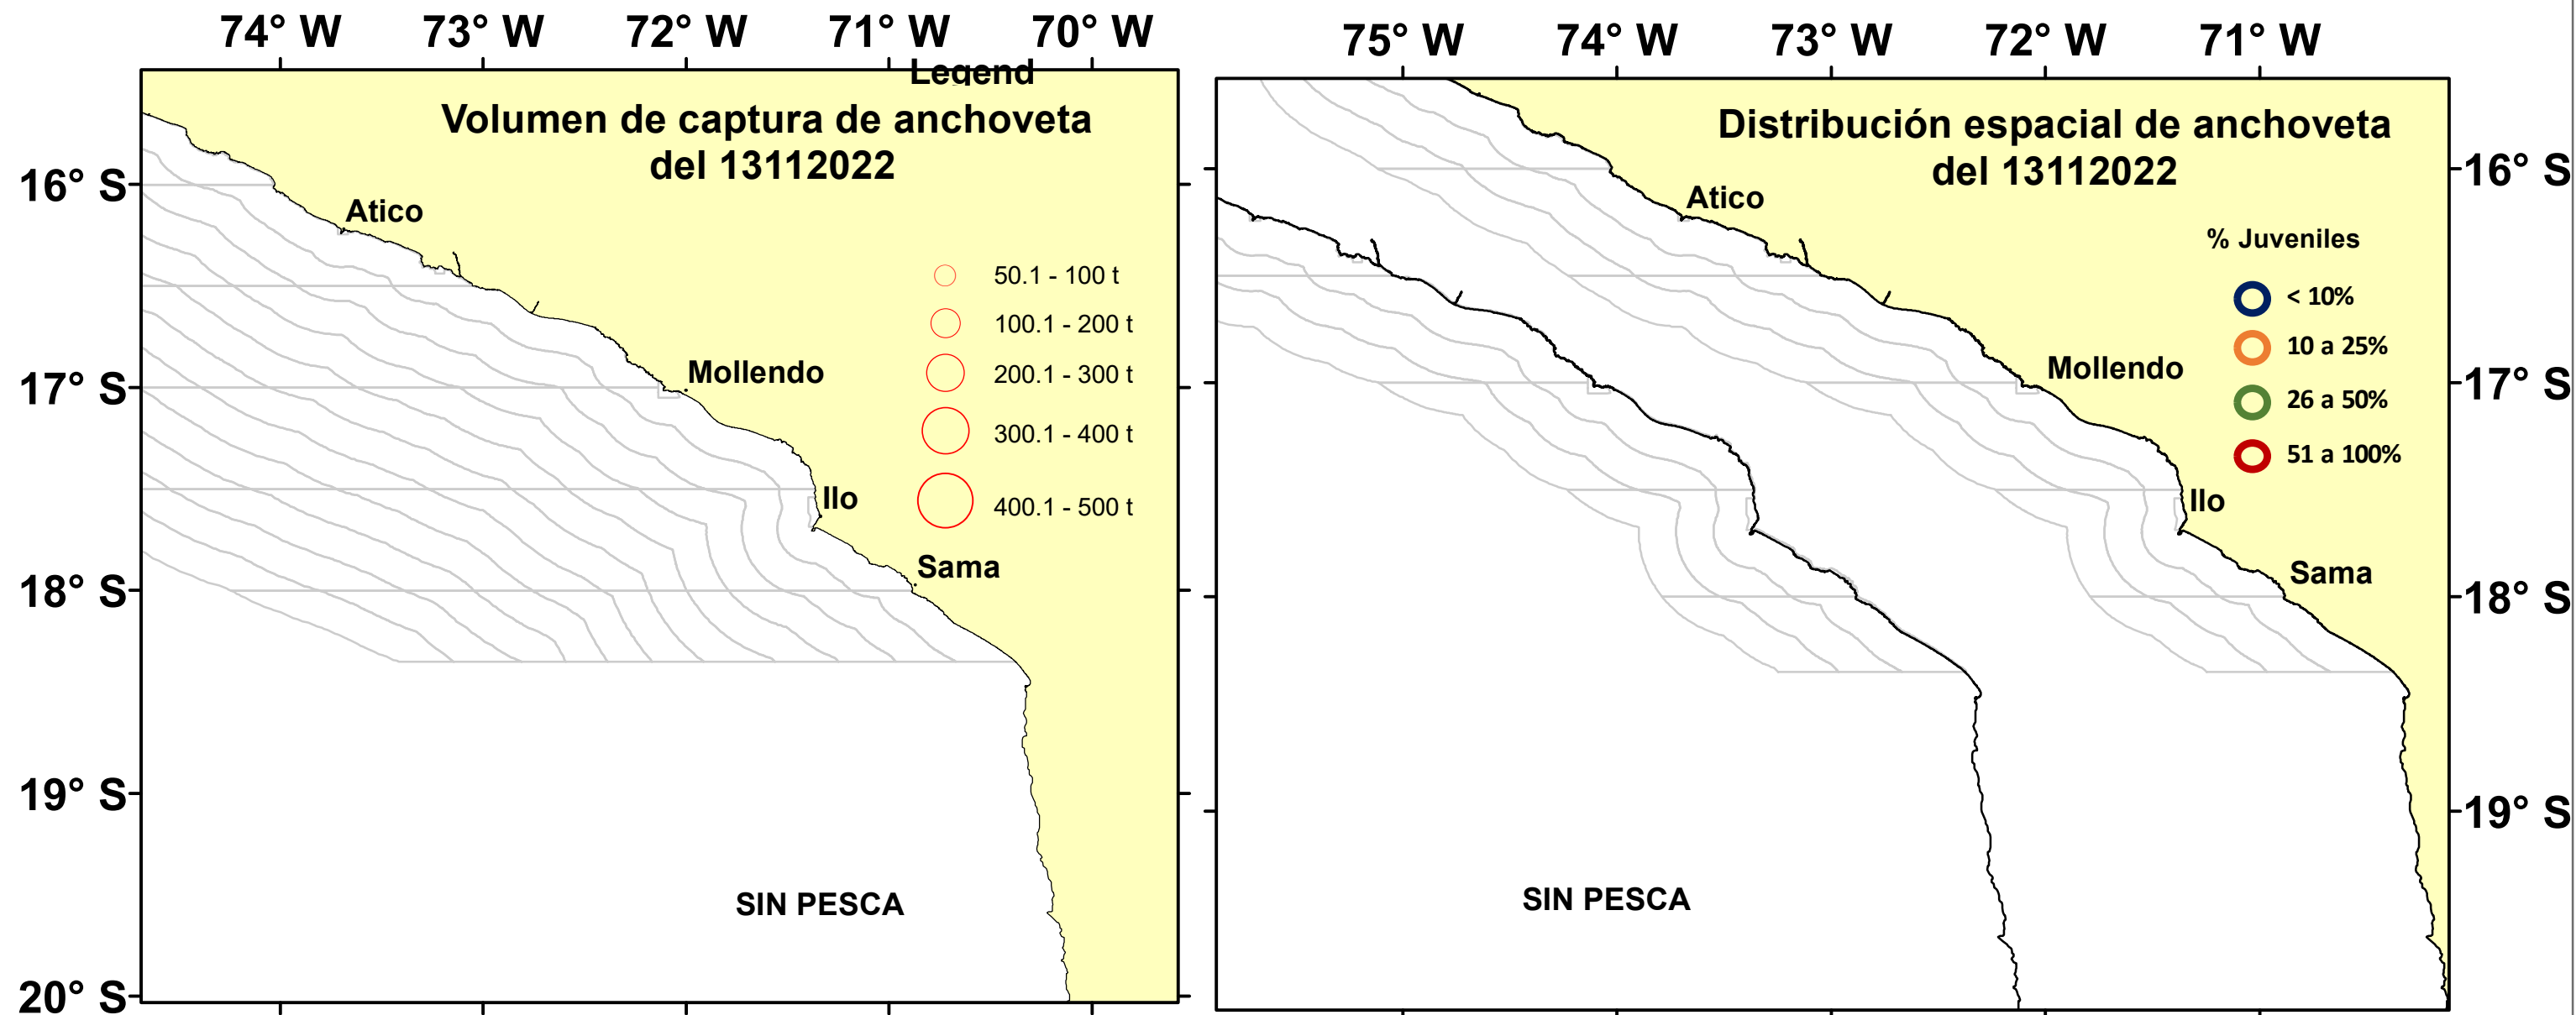 74° W 73° W 72° W 71° W 70° W
Legend
Volumen de captura de anchoveta
del 13112022
16° S
Atico
50.1 - 100 t
100.1 - 200 t
17° S
Mollendo
200.1 - 300 t
300.1 - 400 t
Ilo
400.1 - 500 t
18° S
Sama
19° S
SIN PESCA
20° S
75° W 74° W 73° W 72° W 71° W
Distribución espacial de anchoveta
del 13112022
16° S
Atico
% Juveniles
< 10%
10 a 25%
Mollendo
17° S
26 a 50%
51 a 100%
Ilo
Sama
18° S
19° S
SIN PESCA